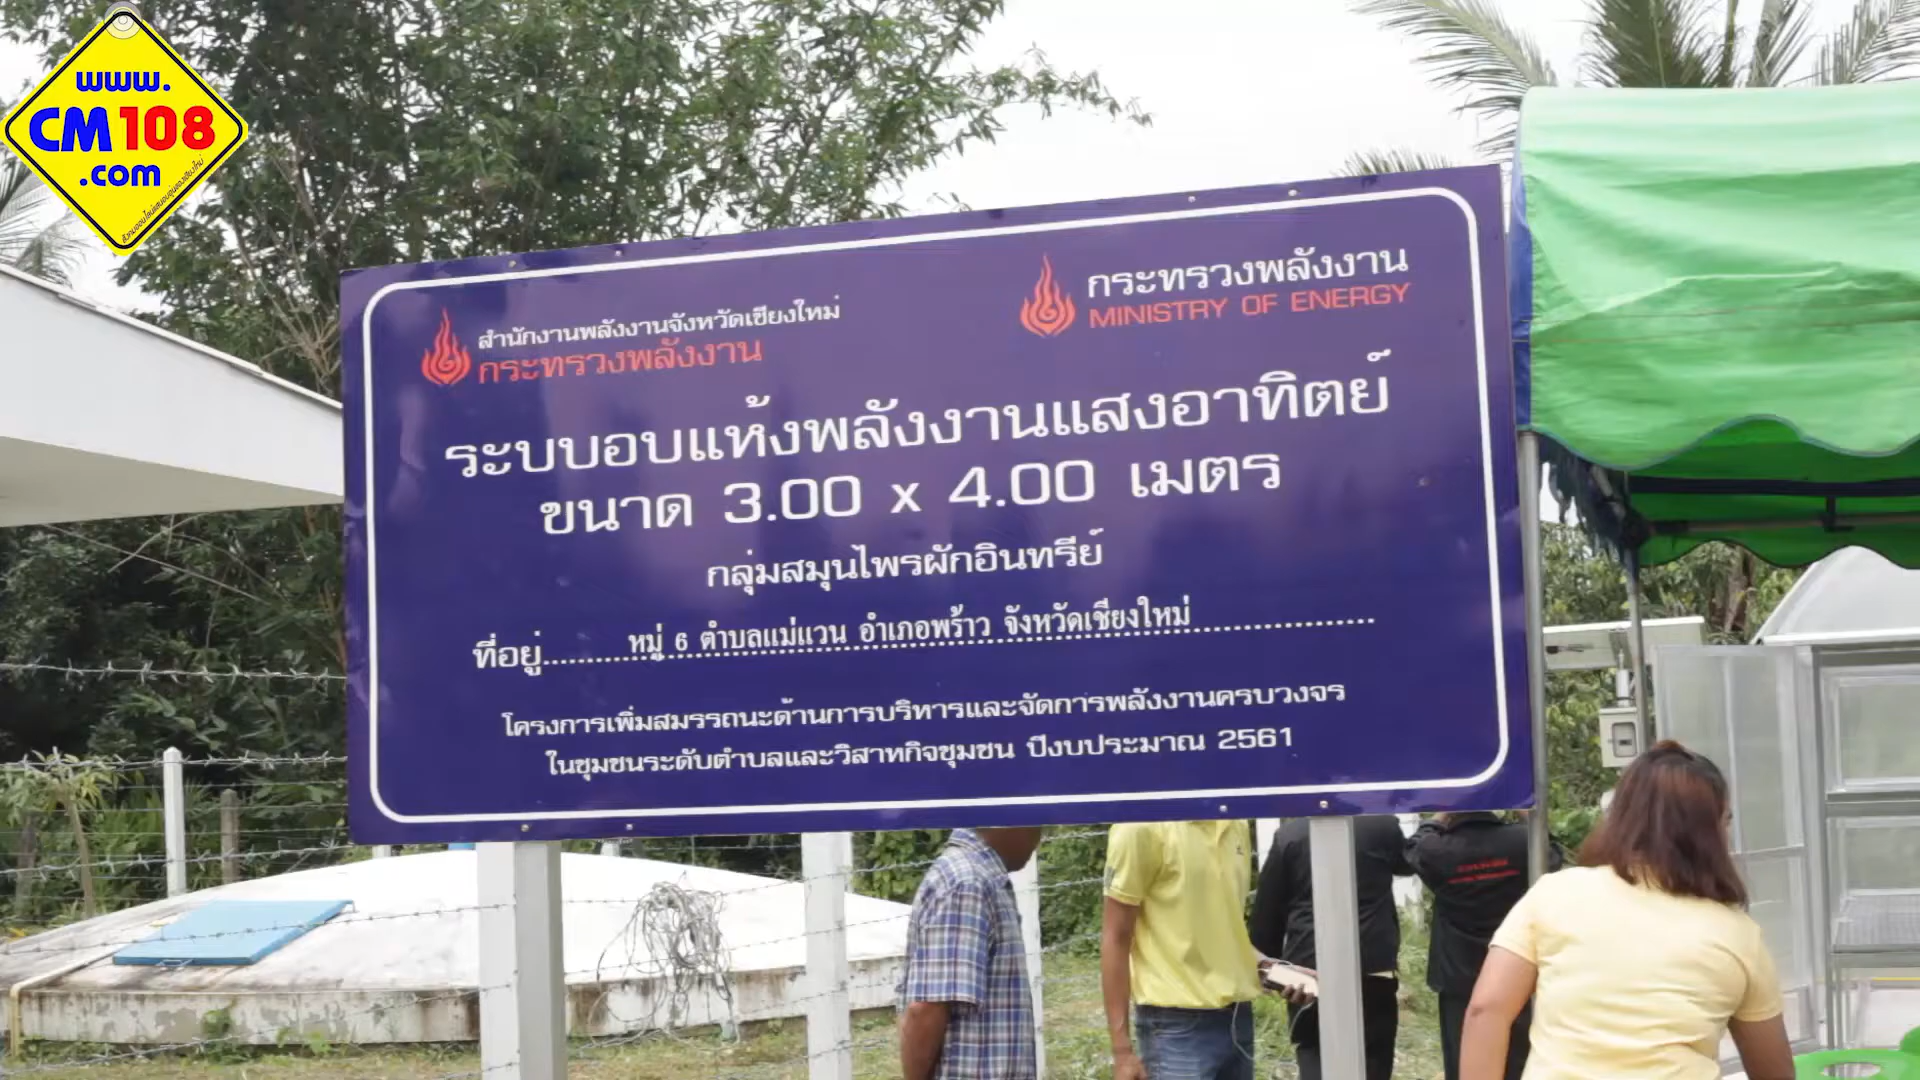 www.
CM108
.com
สำนักงานพลังงานจังหวัดเชียงใหม่
กระทรวงพลังงาน
กระทรวงพลังงาน
MINISTRY OF ENERGY
ระบบอบแห้งพลังงานแสงอาทิตย์
ขนาด 3.00 x 4.00 เมตร
กลุ่มสมุนไพรผักอินทรีย์
ที่อยู่ หมู่ 6 ตำบลแม่แวน อำเภอพร้าว จังหวัดเชียงใหม่
โครงการเพิ่มสมรรถนะด้านการบริหารและจัดการพลังงานครบวงจร
ในชุมชนระดับตำบลและวิสาหกิจชุมชน ปีงบประมาณ 2561